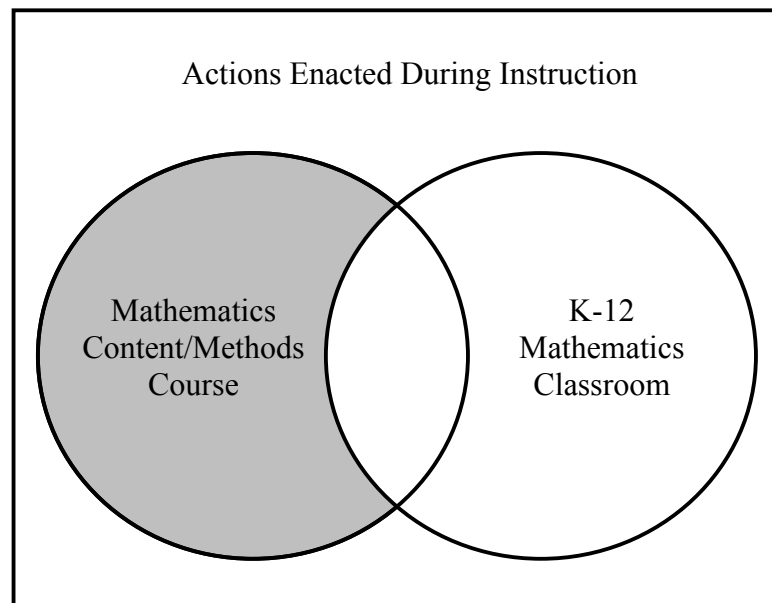 Actions Enacted During Instruction
Mathematics
Content/Methods
Course
K-12
Mathematics
Classroom